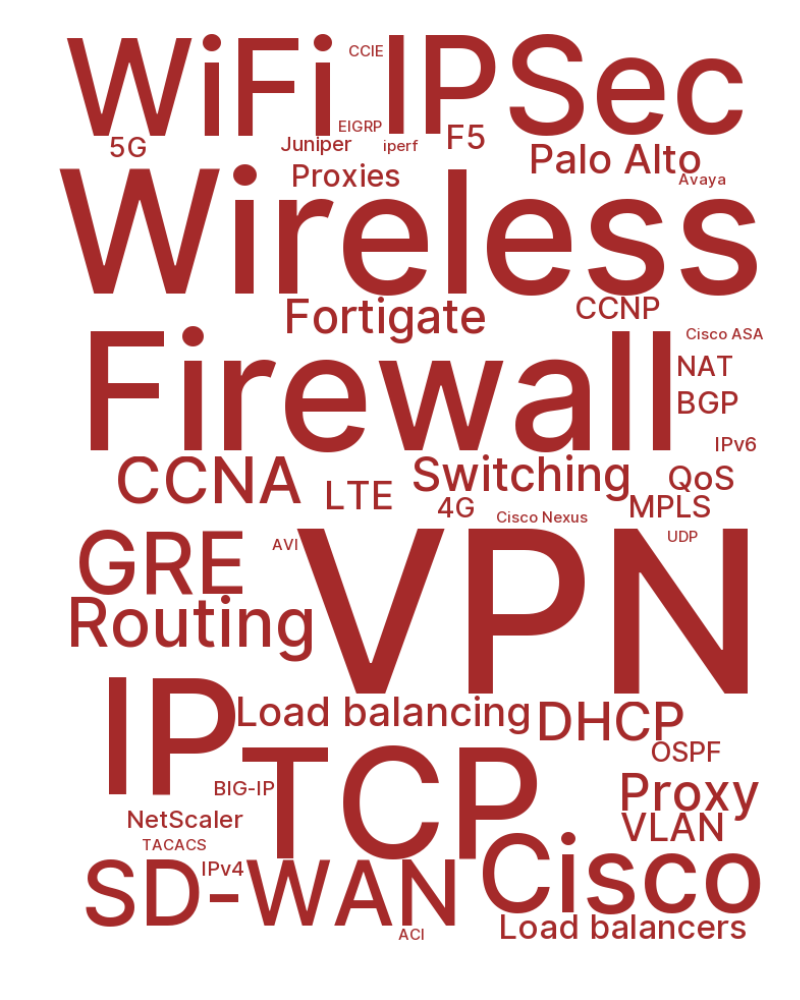 WiFi
CCIE
IPSec
5G
EIGRP
Juniper
iperf
F5
Palo Alto
Proxies
Avaya
Wireless
Fortigate
CCNP
Cisco ASA
Firewall
NAT
BGP
IPv6
CCNA
LTE
Switching
QoS
4G
MPLS
Cisco Nexus
UDP
GRE
AVI
VPN
Routing
IP
Load balancing
DHCP
OSPF
BIG-IP
TCP
Proxy
NetScaler
VLAN
TACACS
IPv4
SD-WAN
Cisco
Load balancers
ACI